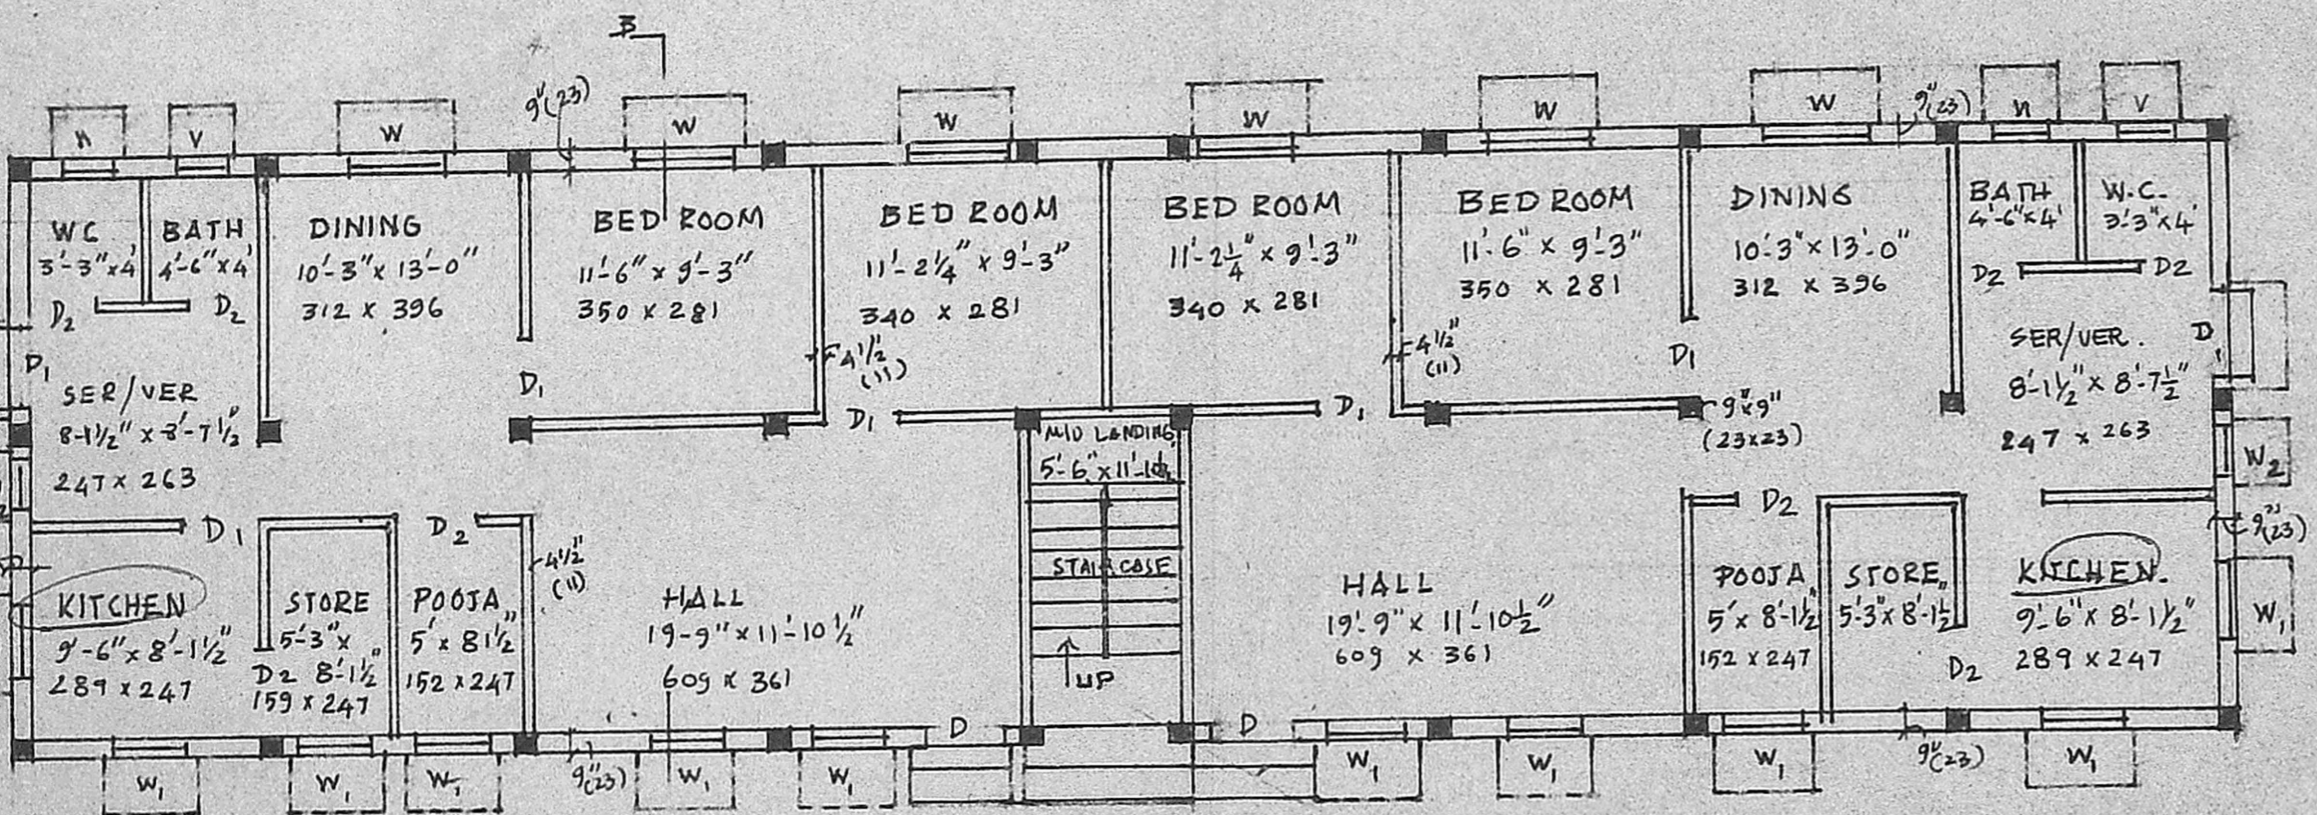 B
9"(23)
W
W
W
W
W
W
V
V
9"(23)
V
WC
3'-3"x4'
D2
D2
BATH
4'-6"x4'
DINING
10'-3"x13'-0"
312 x 396
BED ROOM
11'-6" x 9'-3"
350 x 281
BED ROOM
11'-2 1/4" x 9'-3"
340 x 281
BED ROOM
11'-2 1/4" x 9'-3"
340 x 281
BED ROOM
11'-6" x 9'-3"
350 x 281
DINING
10'-3"x13'-0"
312 x 396
BATH
4'-6"x4'
W.C.
3'-3"x4'
D2
D2
D1
SER/VER
8-1 1/2" x 8'-7 1/2"
247 x 263
D1
4 1/2"
(11)
D1
MID LANDING
5'-6"x11'-10 1/2
D1
4 1/2"
(11)
D1
9"x9"
(23x23)
SER/VER.
8'-1 1/2" x 8'-7 1/2"
247 x 263
D1
W2
D1
D2
4 1/2"
(11)
D2
9"
(23)
KITCHEN
9'-6"x8'-1 1/2"
289 x 247
STORE
5'-3"x
D2 8'-1 1/2"
159 x 247
POOJA
5' x 8 1 1/2"
152 x 247
HALL
19-9"x11'-10 1/2"
609 x 361
STAIRCASE
UP
HALL
19'-9" x 11'-10 1/2"
609 x 361
POOJA
5' x 8'-1 1/2"
152 x 247
STORE
5'-3"x8'-1 1/2
D2
KITCHEN.
9'-6" x 8'-1 1/2"
289 x 247
W1
D
D
W1
W1
W1
9"(23)
W1
W1
W1
W1
W1
9"(23)
W1